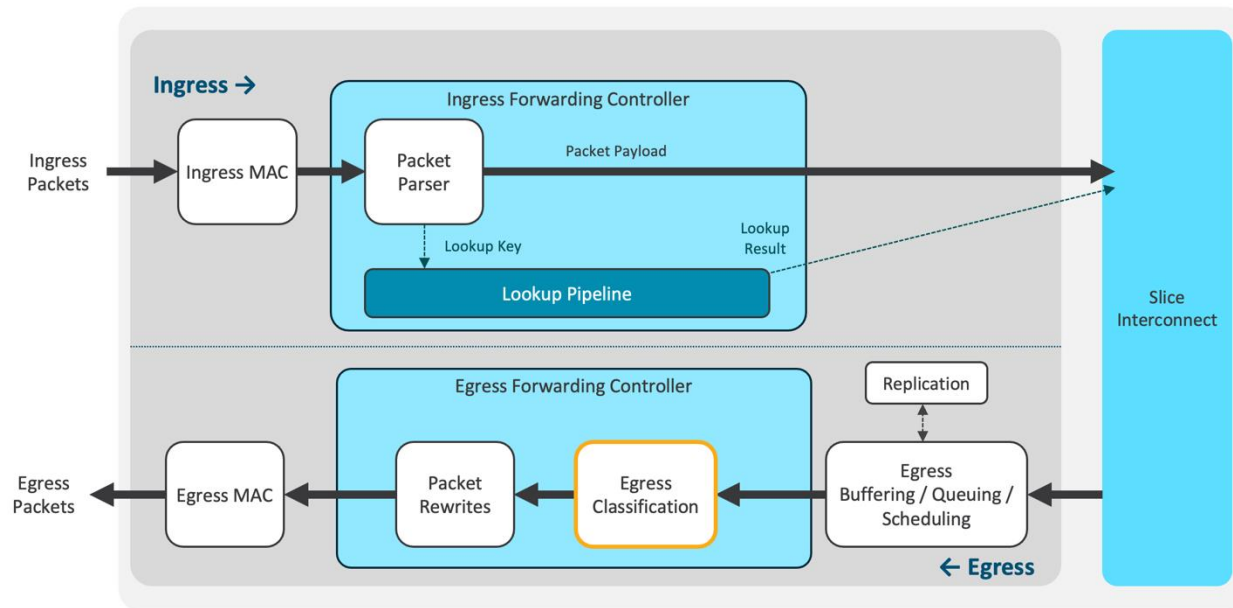 Ingress →
Ingress Forwarding Controller
Ingress
Packets
Ingress MAC
Packet
Parser
Packet Payload
Lookup Key
Lookup
Result
Lookup Pipeline
Slice
Interconnect
Egress Forwarding Controller
Replication
Egress
Packets
Egress MAC
Packet
Rewrites
Egress
Classification
Egress
Buffering / Queuing /
Scheduling
← Egress